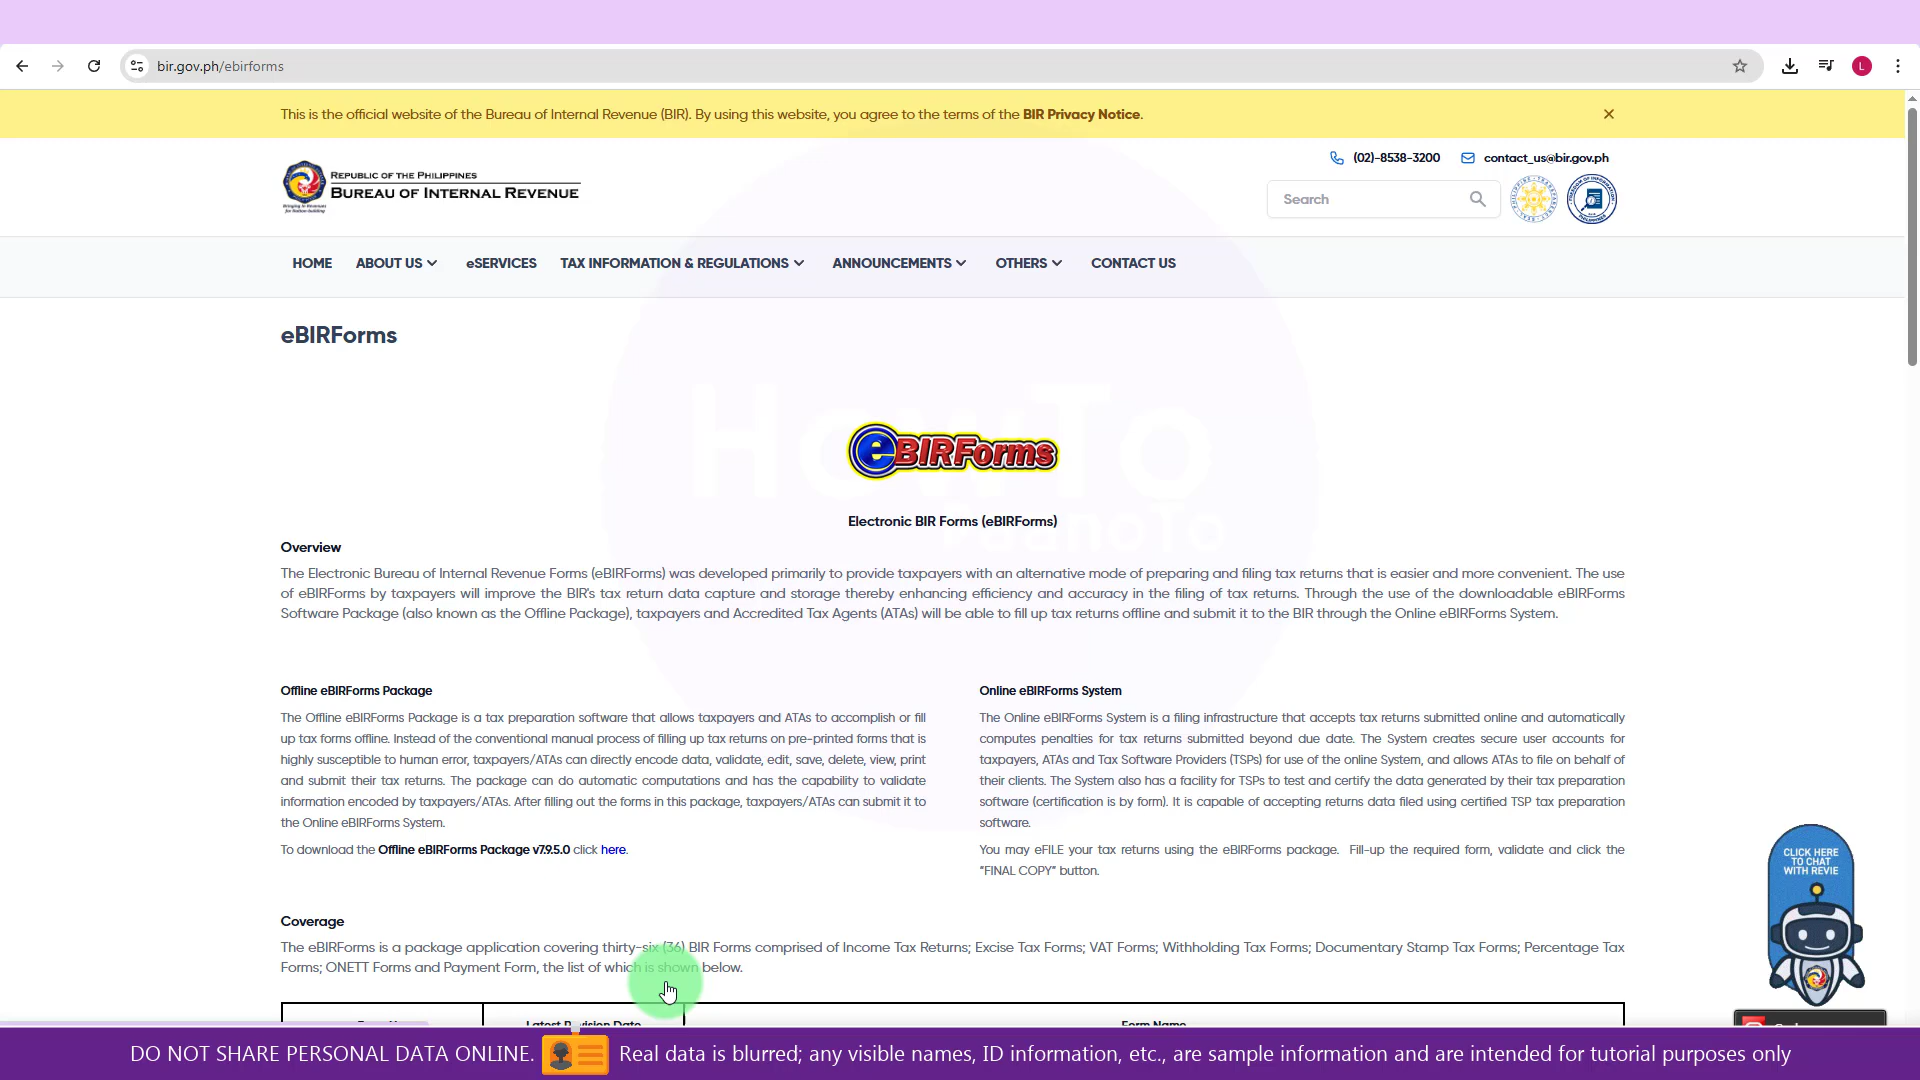 bir.gov.ph/ebirforms
L
This is the official website of the Bureau of Internal Revenue (BIR). By using this website, you agree to the terms of the BIR Privacy Notice.
(02)-8538-3200 contact_us@bir.gov.ph
REPUBLIC OF THE PHILIPPINES
BUREAU OF INTERNAL REVENUE
Search
HOME ABOUT US eSERVICES TAX INFORMATION & REGULATIONS ANNOUNCEMENTS OTHERS CONTACT US
eBIRForms
HowTo
PaanoTo
eBIRForms
Electronic BIR Forms (eBIRForms)
Overview
The Electronic Bureau of Internal Revenue Forms (eBIRForms) was developed primarily to provide taxpayers with an alternative mode of preparing and filing tax returns that is easier and more convenient. The use
of eBIRForms by taxpayers will improve the BIR's tax return data capture and storage thereby enhancing efficiency and accuracy in the filing of tax returns. Through the use of the downloadable eBIRForms
Software Package (also known as the Offline Package), taxpayers and Accredited Tax Agents (ATAs) will be able to fill up tax returns offline and submit it to the BIR through the Online eBIRForms System.
Offline eBIRForms Package
The Offline eBIRForms Package is a tax preparation software that allows taxpayers and ATAs to accomplish or fill
up tax forms offline. Instead of the conventional manual process of filling up tax returns on pre-printed forms that is
highly susceptible to human error, taxpayers/ATAs can directly encode data, validate, edit, save, delete, view, print
and submit their tax returns. The package can do automatic computations and has the capability to validate
information encoded by taxpayers/ATAs. After filling out the forms in this package, taxpayers/ATAs can submit it to
the Online eBIRForms System.
To download the Offline eBIRForms Package v7.9.5.0 click here.
Online eBIRForms System
The Online eBIRForms System is a filing infrastructure that accepts tax returns submitted online and automatically
computes penalties for tax returns submitted beyond due date. The System creates secure user accounts for
taxpayers, ATAs and Tax Software Providers (TSPs) for use of the online System, and allows ATAs to file on behalf of
their clients. The System also has a facility for TSPs to test and certify the data generated by their tax preparation
software (certification is by form). It is capable of accepting returns data filed using certified TSP tax preparation
software.
You may eFILE your tax returns using the eBIRForms package. Fill-up the required form, validate and click the
“FINAL COPY” button.
CLICK HERE
TO CHAT
WITH REVIE
Coverage
The eBIRForms is a package application covering thirty-six (36) BIR Forms comprised of Income Tax Returns; Excise Tax Forms; VAT Forms; Withholding Tax Forms; Documentary Stamp Tax Forms; Percentage Tax
Forms; ONETT Forms and Payment Form, the list of which is shown below.
Latest Revision Date Form Name
DO NOT SHARE PERSONAL DATA ONLINE. Real data is blurred; any visible names, ID information, etc., are sample information and are intended for tutorial purposes only